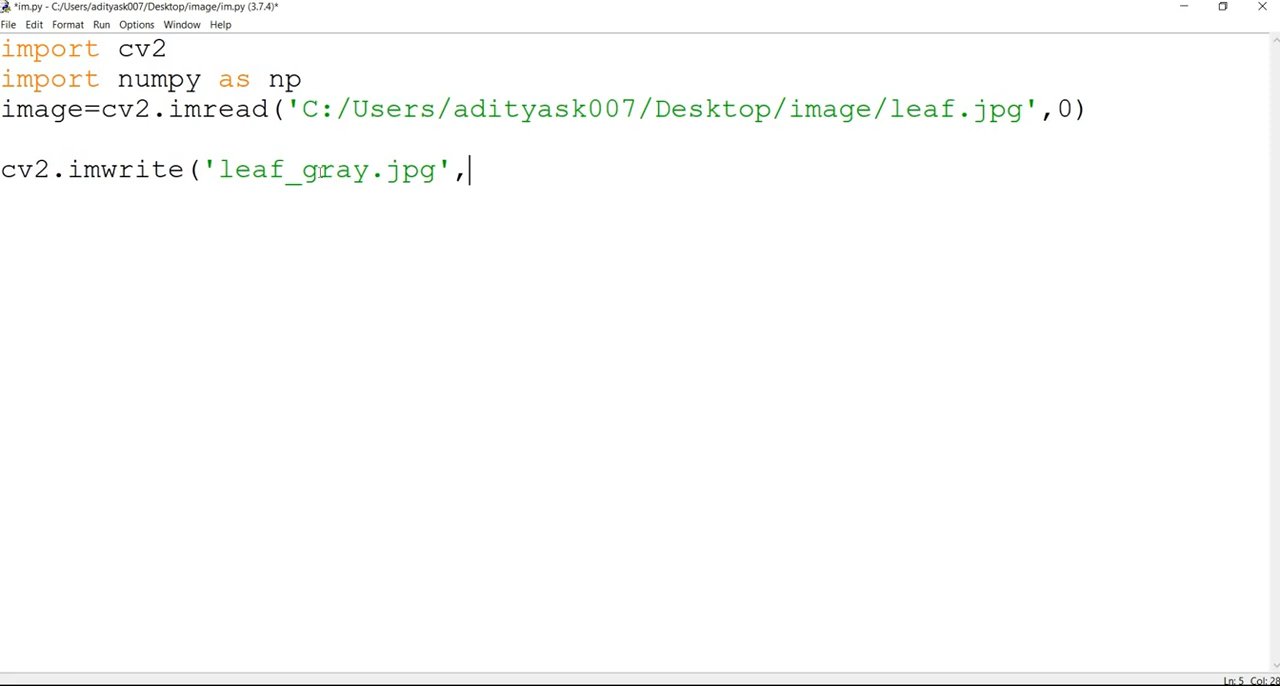 *im.py - C:/Users/adityask007/Desktop/image/im.py (3.7.4)*
File Edit Format Run Options Window Help
import cv2
import numpy as np
image=cv2.imread('C:/Users/adityask007/Desktop/image/leaf.jpg',0)
cv2.imwrite('leaf_gray.jpg',
Ln: 5 Col: 28